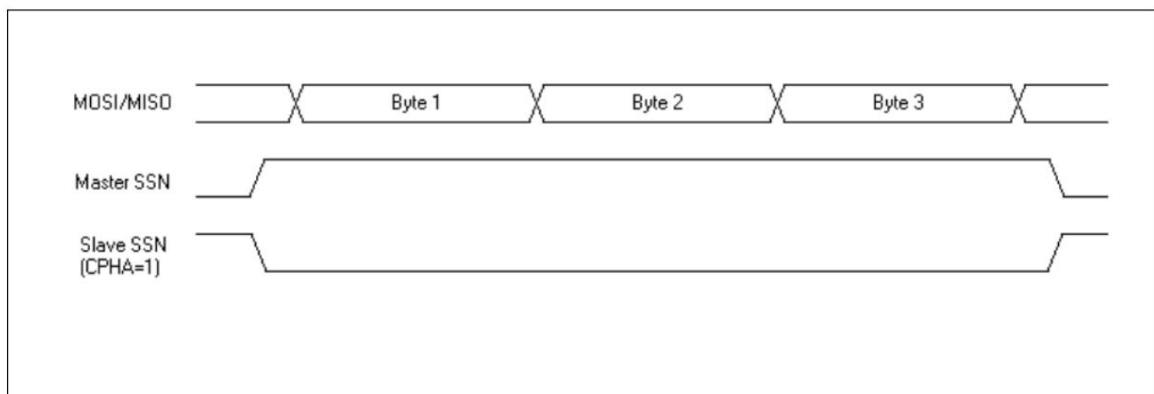 MOSI/MISO
Byte 1
Byte 2
Byte 3
Master SSN
Slave SSN
(CPHA=1)